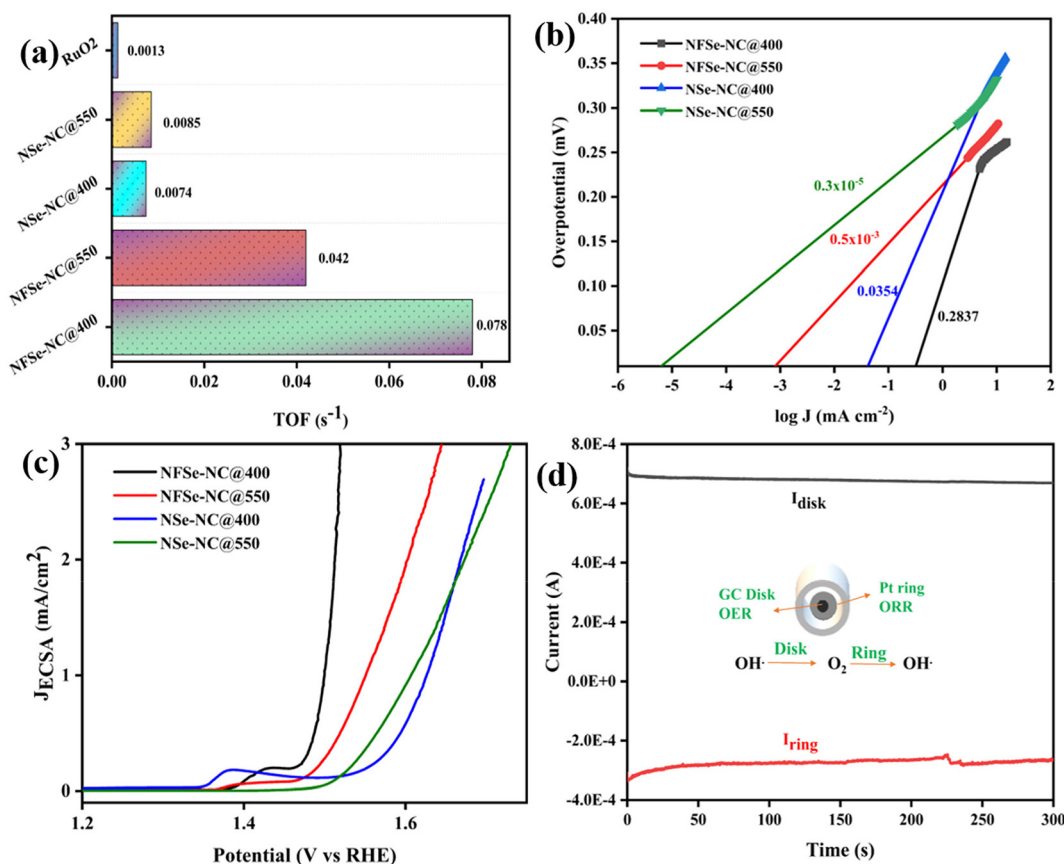 (a)
RuO2
0.0013
NSe-NC@550
0.0085
NSe-NC@400
0.0074
NFSe-NC@550
0.042
NFSe-NC@400
0.078
0.00 0.02 0.04 0.06 0.08
TOF (s⁻¹)
(b)
NFSe-NC@400
NFSe-NC@550
NSe-NC@400
NSe-NC@550
0.40
0.35
0.30
0.25
0.20
0.15
0.10
0.05
Overpotential (mV)
0.3x10⁻⁵
0.5x10⁻³
0.0354
0.2837
-6 -5 -4 -3 -2 -1 0 1 2
log J (mA cm⁻²)
(c)
NFSe-NC@400
NFSe-NC@550
NSe-NC@400
NSe-NC@550
3
2
1
0
J_ECSA (mA/cm²)
1.2 1.4 1.6
Potential (V vs RHE)
(d)
8.0E-4
6.0E-4
4.0E-4
2.0E-4
0.0E+0
-2.0E-4
-4.0E-4
Current (A)
I_disk
GC Disk
OER
Pt ring
ORR
Disk Ring
OH· O₂ OH·
I_ring
0 50 100 150 200 250 300
Time (s)